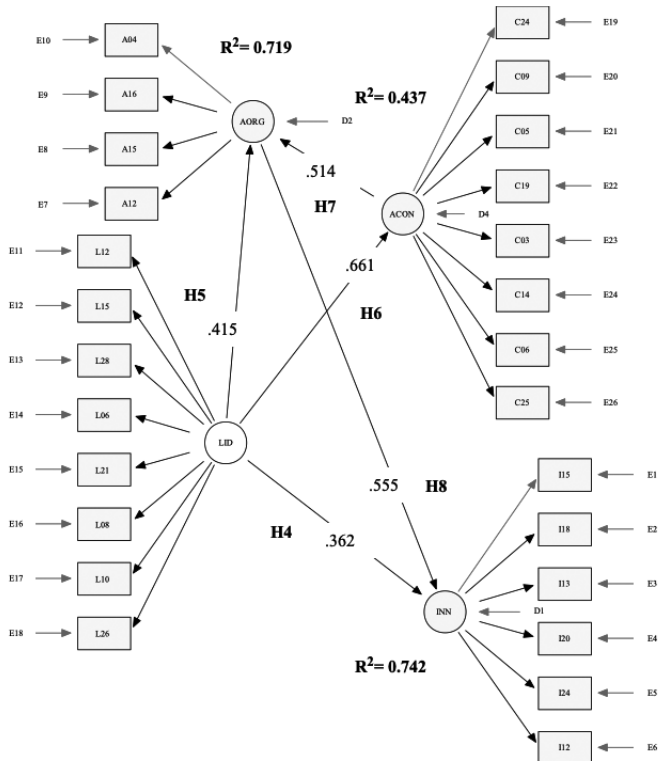 C24
E19
E10
A04
R²= 0.719
C09
E20
E9
A16
R²= 0.437
AORG
D2
C05
E21
E8
A15
.514
C19
E22
E7
A12
H7
ACON
D4
C03
E23
E11
L12
.661
C14
E24
H5
E12
L15
H6
.415
C06
E25
E13
L28
C25
E26
E14
L06
LID
E15
L21
.555
H8
I15
E1
E16
L08
H4
.362
I18
E2
E17
L10
I13
E3
INN
D1
E18
L26
I20
E4
R²= 0.742
I24
E5
I12
E6